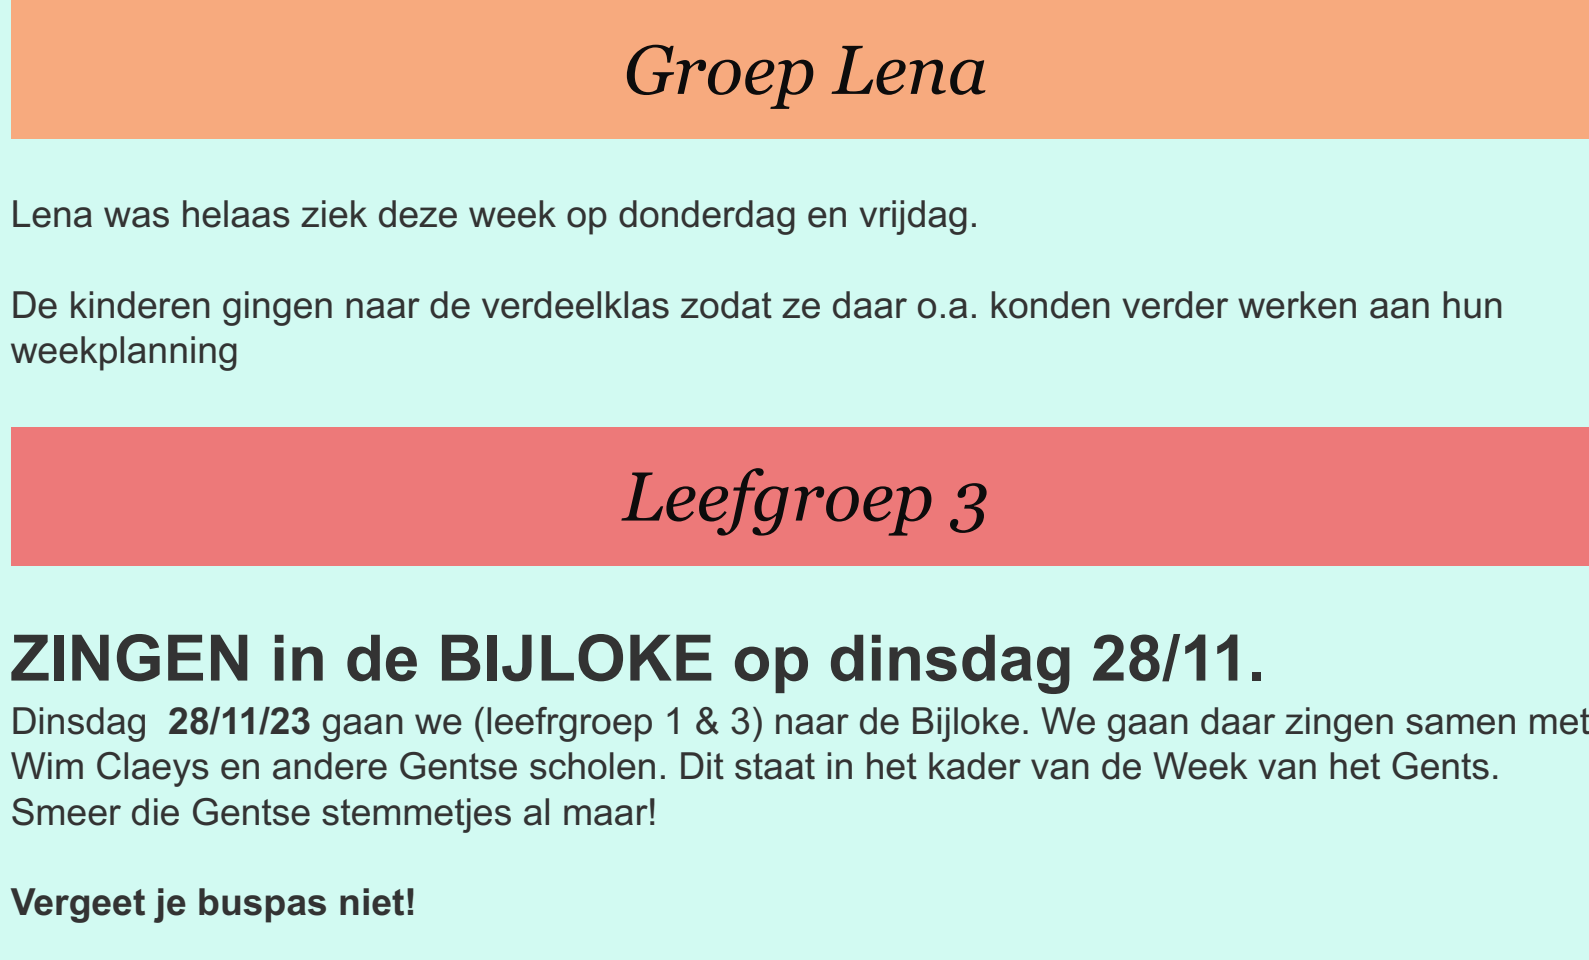 Groep Lena
Lena was helaas ziek deze week op donderdag en vrijdag.
De kinderen gingen naar de verdeelklas zodat ze daar o.a. konden verder werken aan hun
weekplanning
Leefgroep 3
ZINGEN in de BIJLOKE op dinsdag 28/11.
Dinsdag  28/11/23 gaan we (leefrgroep 1 & 3) naar de Bijloke. We gaan daar zingen samen met
Wim Claeys en andere Gentse scholen. Dit staat in het kader van de Week van het Gents.
Smeer die Gentse stemmetjes al maar!
Vergeet je buspas niet!